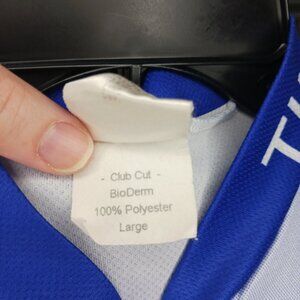 - Club Cut -
BioDerm
100% Polyester
Large